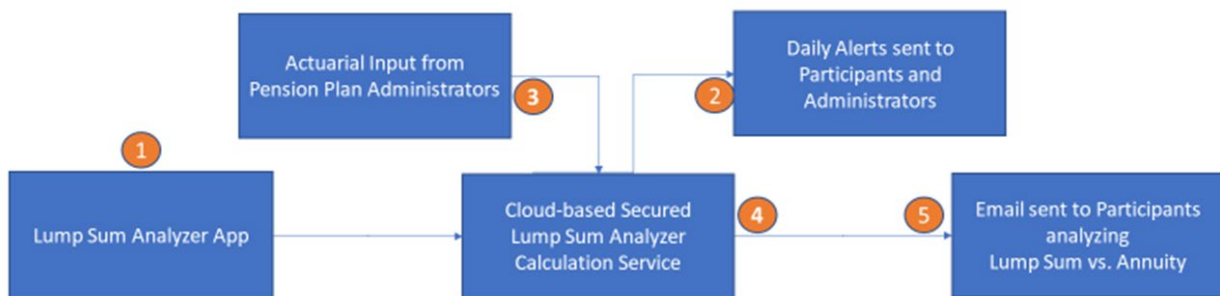 Actuarial Input from
Pension Plan Administrators
3
2
Daily Alerts sent to
Participants and
Administrators
1
Lump Sum Analyzer App
Cloud-based Secured
Lump Sum Analyzer
Calculation Service
4
5
Email sent to Participants
analyzing
Lump Sum vs. Annuity